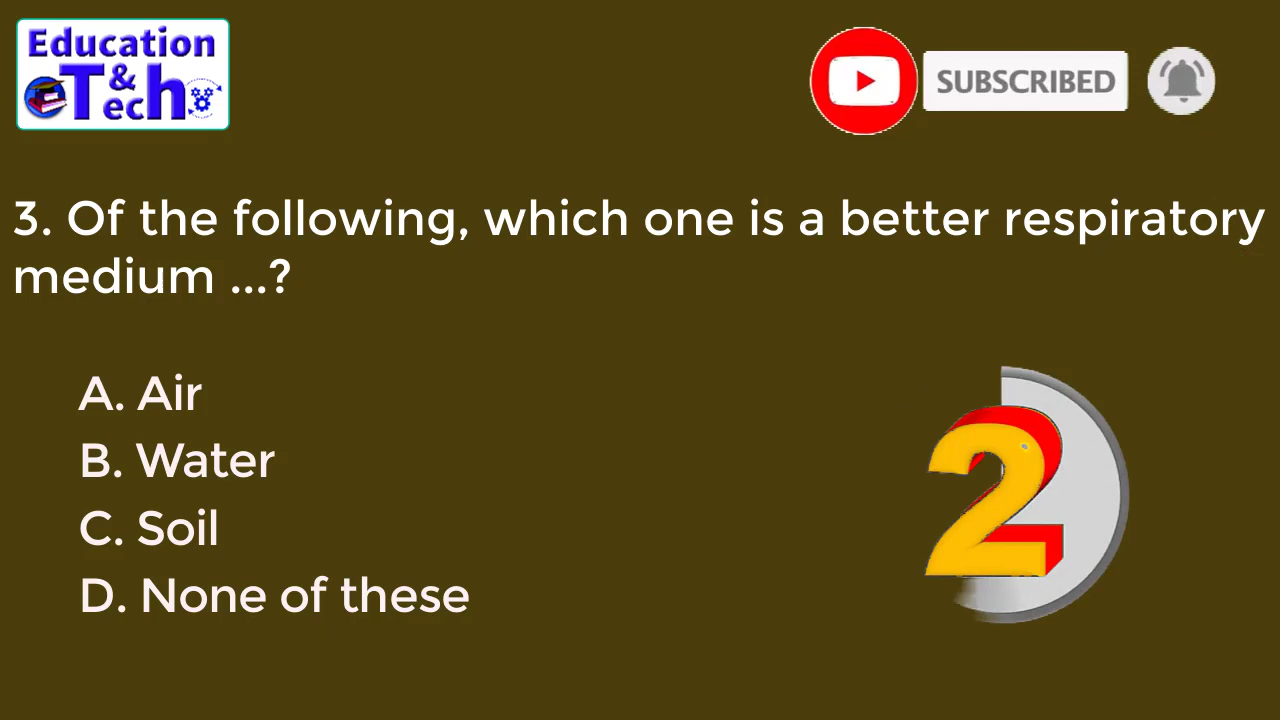 Education
&
Tech
SUBSCRIBED
3. Of the following, which one is a better respiratory
medium ...?
A. Air
B. Water
C. Soil
D. None of these
2